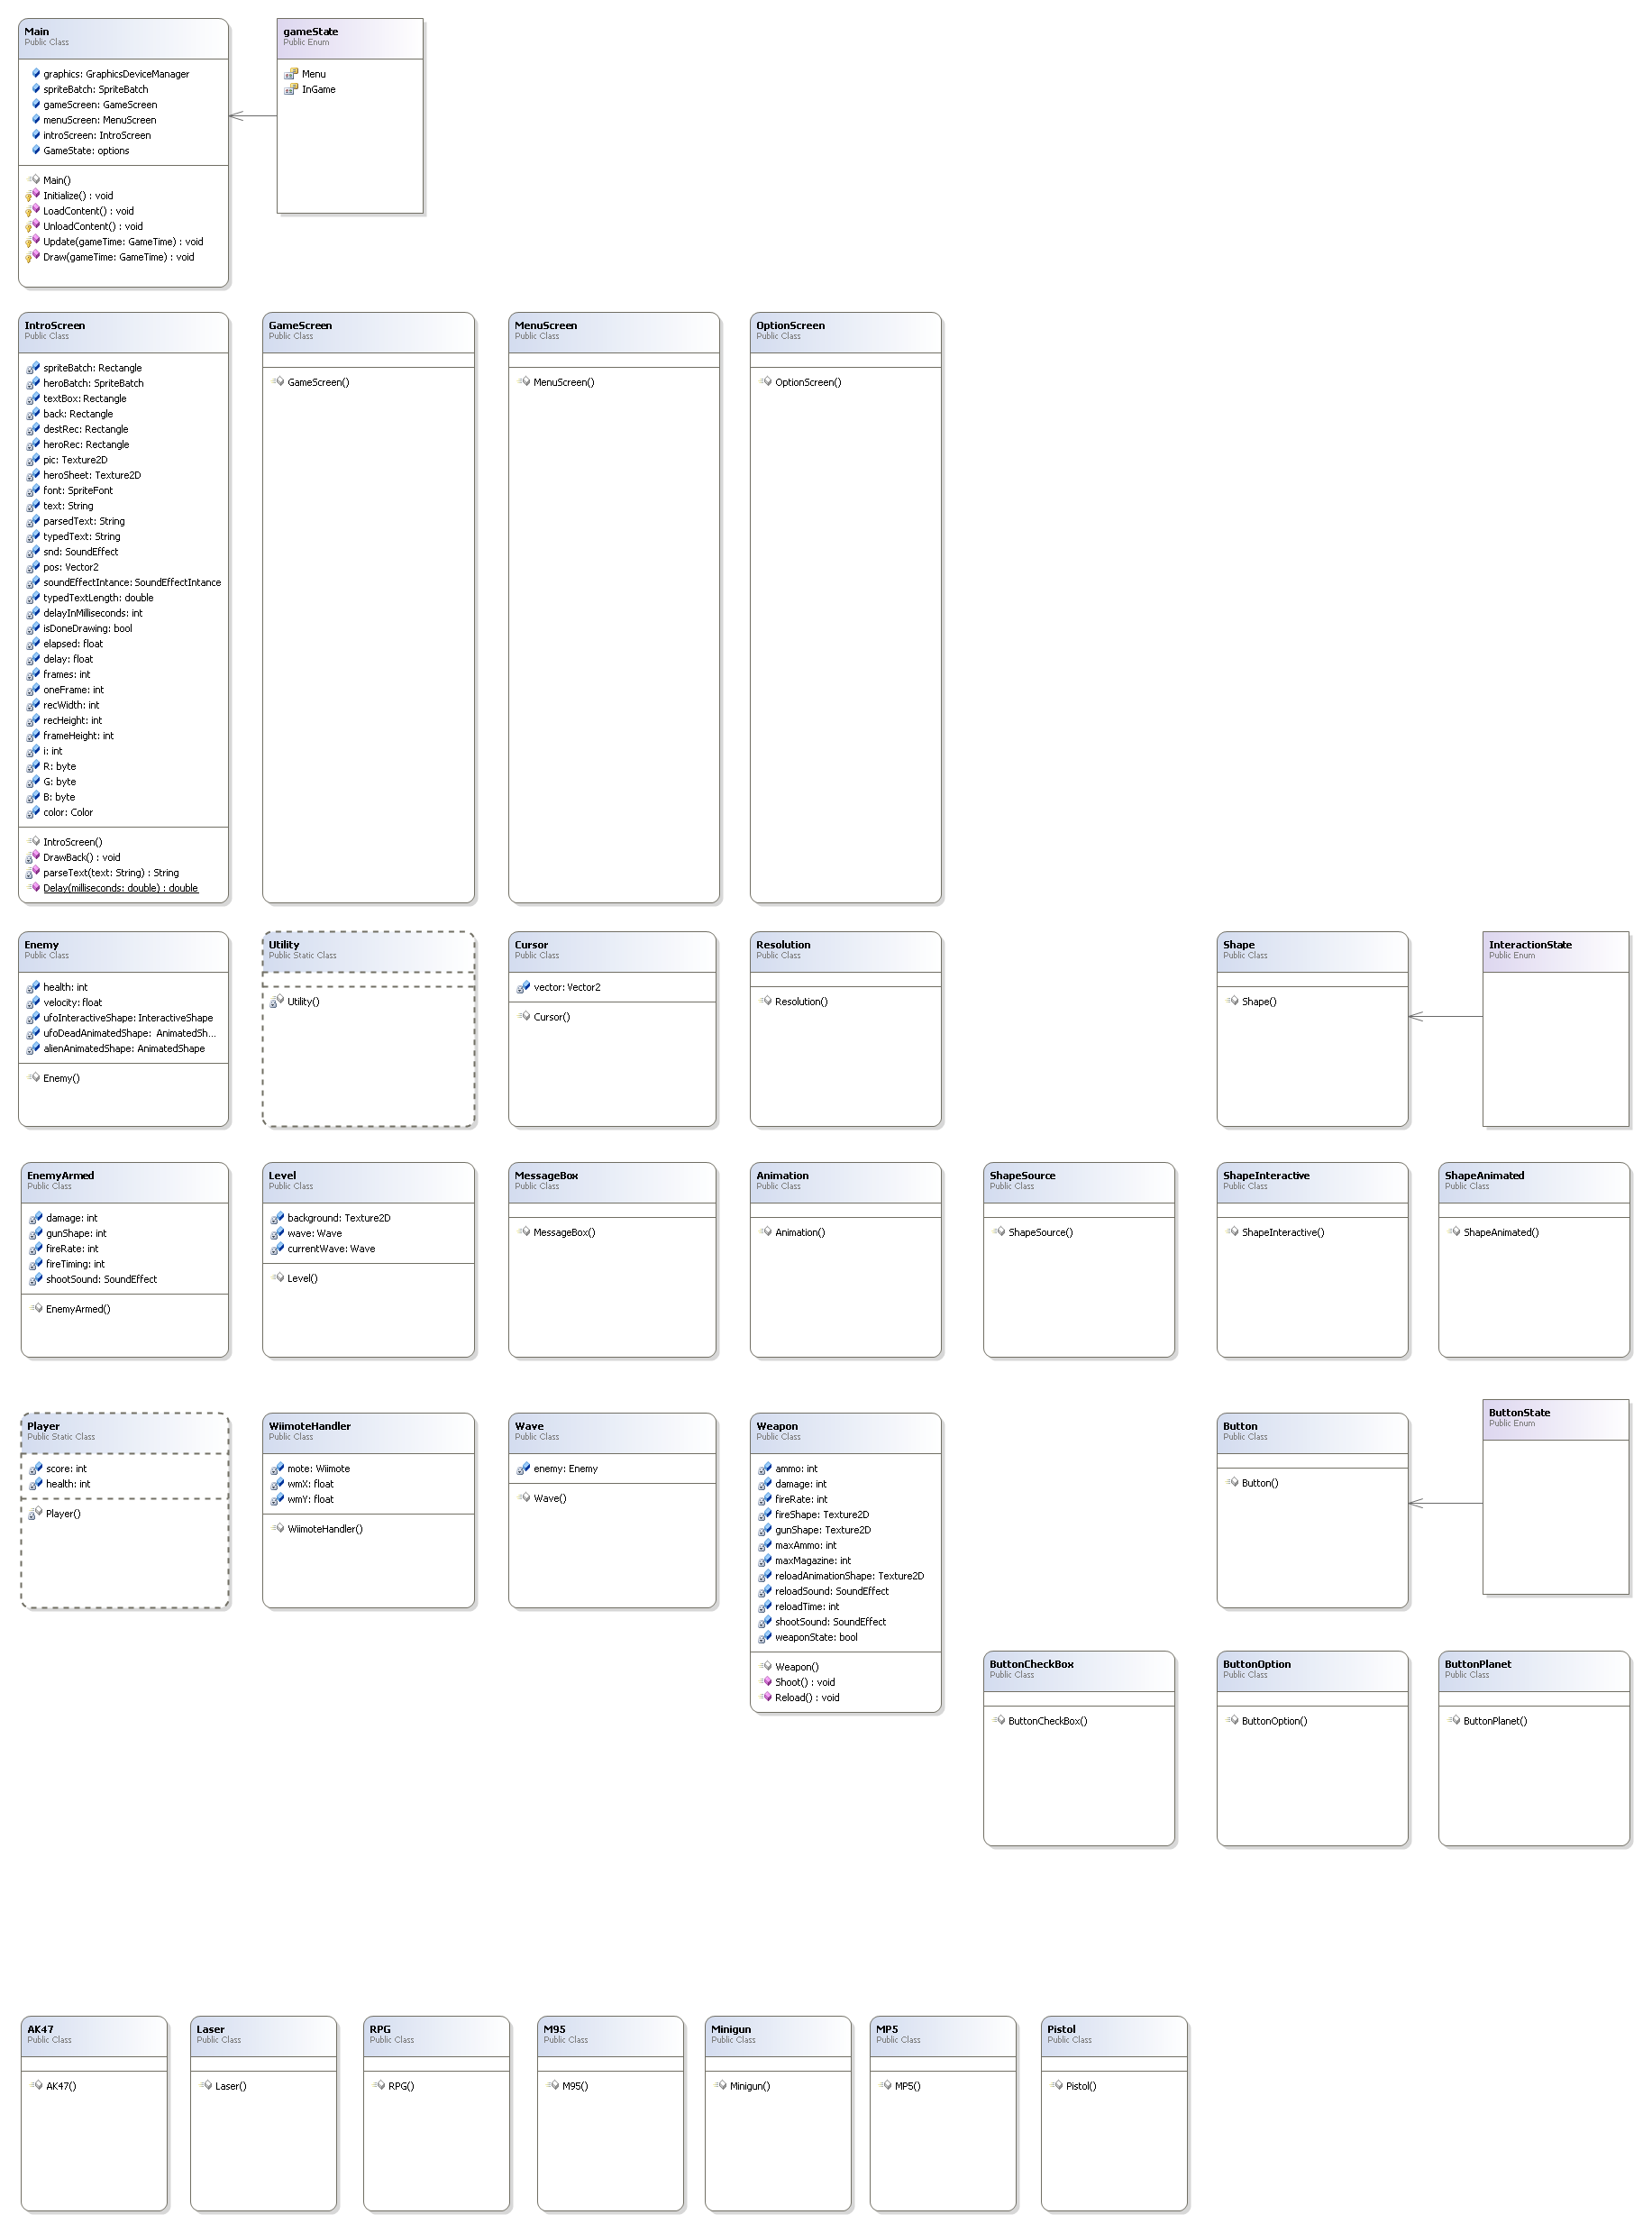 Main
Public Class
graphics: GraphicsDeviceManager
spriteBatch: SpriteBatch
gameScreen: GameScreen
menuScreen: MenuScreen
introScreen: IntroScreen
GameState: options
Main()
Initialize() : void
LoadContent() : void
UnloadContent() : void
Update(gameTime: GameTime) : void
Draw(gameTime: GameTime) : void
gameState
Public Enum
Menu
InGame
IntroScreen
Public Class
spriteBatch: Rectangle
heroBatch: SpriteBatch
textBox: Rectangle
back: Rectangle
destRec: Rectangle
heroRec: Rectangle
pic: Texture2D
heroSheet: Texture2D
font: SpriteFont
text: String
parsedText: String
typedText: String
snd: SoundEffect
pos: Vector2
soundEffectIntance: SoundEffectIntance
typedTextLength: double
delayInMilliseconds: int
isDoneDrawing: bool
elapsed: float
delay: float
frames: int
oneFrame: int
recWidth: int
recHeight: int
frameHeight: int
i: int
R: byte
G: byte
B: byte
color: Color
IntroScreen()
DrawBack() : void
parseText(text: String) : String
Delay(milliseconds: double) : double
GameScreen
Public Class
GameScreen()
MenuScreen
Public Class
MenuScreen()
OptionScreen
Public Class
OptionScreen()
Enemy
Public Class
health: int
velocity: float
ufoInteractiveShape: InteractiveShape
ufoDeadAnimatedShape: AnimatedSh...
alienAnimatedShape: AnimatedShape
Enemy()
Utility
Public Static Class
Utility()
Cursor
Public Class
vector: Vector2
Cursor()
Resolution
Public Class
Resolution()
Shape
Public Class
Shape()
InteractionState
Public Enum
EnemyArmed
Public Class
damage: int
gunShape: int
fireRate: int
fireTiming: int
shootSound: SoundEffect
EnemyArmed()
Level
Public Class
background: Texture2D
wave: Wave
currentWave: Wave
Level()
MessageBox
Public Class
MessageBox()
Animation
Public Class
Animation()
ShapeSource
Public Class
ShapeSource()
ShapeInteractive
Public Class
ShapeInteractive()
ShapeAnimated
Public Class
ShapeAnimated()
Player
Public Static Class
score: int
health: int
Player()
WiimoteHandler
Public Class
mote: Wiimote
wmX: float
wmY: float
WiimoteHandler()
Wave
Public Class
enemy: Enemy
Wave()
Weapon
Public Class
ammo: int
damage: int
fireRate: int
fireShape: Texture2D
gunShape: Texture2D
maxAmmo: int
maxMagazine: int
reloadAnimationShape: Texture2D
reloadSound: SoundEffect
reloadTime: int
shootSound: SoundEffect
weaponState: bool
Weapon()
Shoot() : void
Reload() : void
Button
Public Class
Button()
ButtonState
Public Enum
ButtonCheckBox
Public Class
ButtonCheckBox()
ButtonOption
Public Class
ButtonOption()
ButtonPlanet
Public Class
ButtonPlanet()
AK47
Public Class
AK47()
Laser
Public Class
Laser()
RPG
Public Class
RPG()
M95
Public Class
M95()
Minigun
Public Class
Minigun()
MP5
Public Class
MP5()
Pistol
Public Class
Pistol()